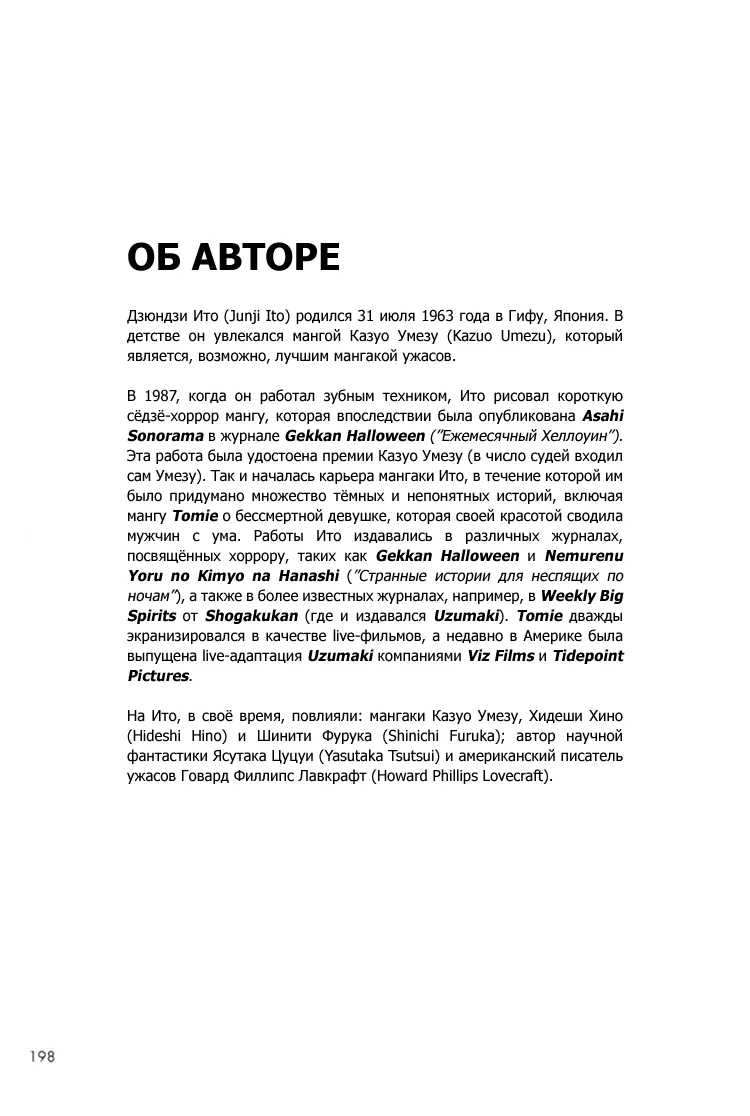 ОБ АВТОРЕ
Дзюндзи Ито (Junji Ito) родился 31 июля 1963 года в Гифу, Япония. В
детстве он увлекался мангой Казуо Умезу (Kazuo Umezu), который
является, возможно, лучшим мангакой ужасов.
В 1987, когда он работал зубным техником, Ито рисовал короткую
сёдзё-хоррор мангу, которая впоследствии была опубликована Asahi
Sonorama в журнале Gekkan Halloween ("Ежемесячный Хеллоуин").
Эта работа была удостоена премии Казуо Умезу (в число судей входил
сам Умезу). Так и началась карьера мангаки Ито, в течение которой им
было придумано множество тёмных и непонятных историй, включая
мангу Tomie о бессмертной девушке, которая своей красотой сводила
мужчин с ума. Работы Ито издавались в различных журналах,
посвящённых хоррору, таких как Gekkan Halloween и Nemurenu
Yoru no Kimyo na Hanashi ("Странные истории для неспящих по
ночам"), а также в более известных журналах, например, в Weekly Big
Spirits от Shogakukan (где и издавался Uzumaki). Tomie дважды
экранизировался в качестве live-фильмов, а недавно в Америке была
выпущена live-адаптация Uzumaki компаниями Viz Films и Tidepoint
Pictures.
На Ито, в своё время, повлияли: мангаки Казуо Умезу, Хидеши Хино
(Hideshi Hino) и Шинити Фурука (Shinichi Furuka); автор научной
фантастики Ясутака Цуцуи (Yasutaka Tsutsui) и американский писатель
ужасов Говард Филлипс Лавкрафт (Howard Phillips Lovecraft).
198